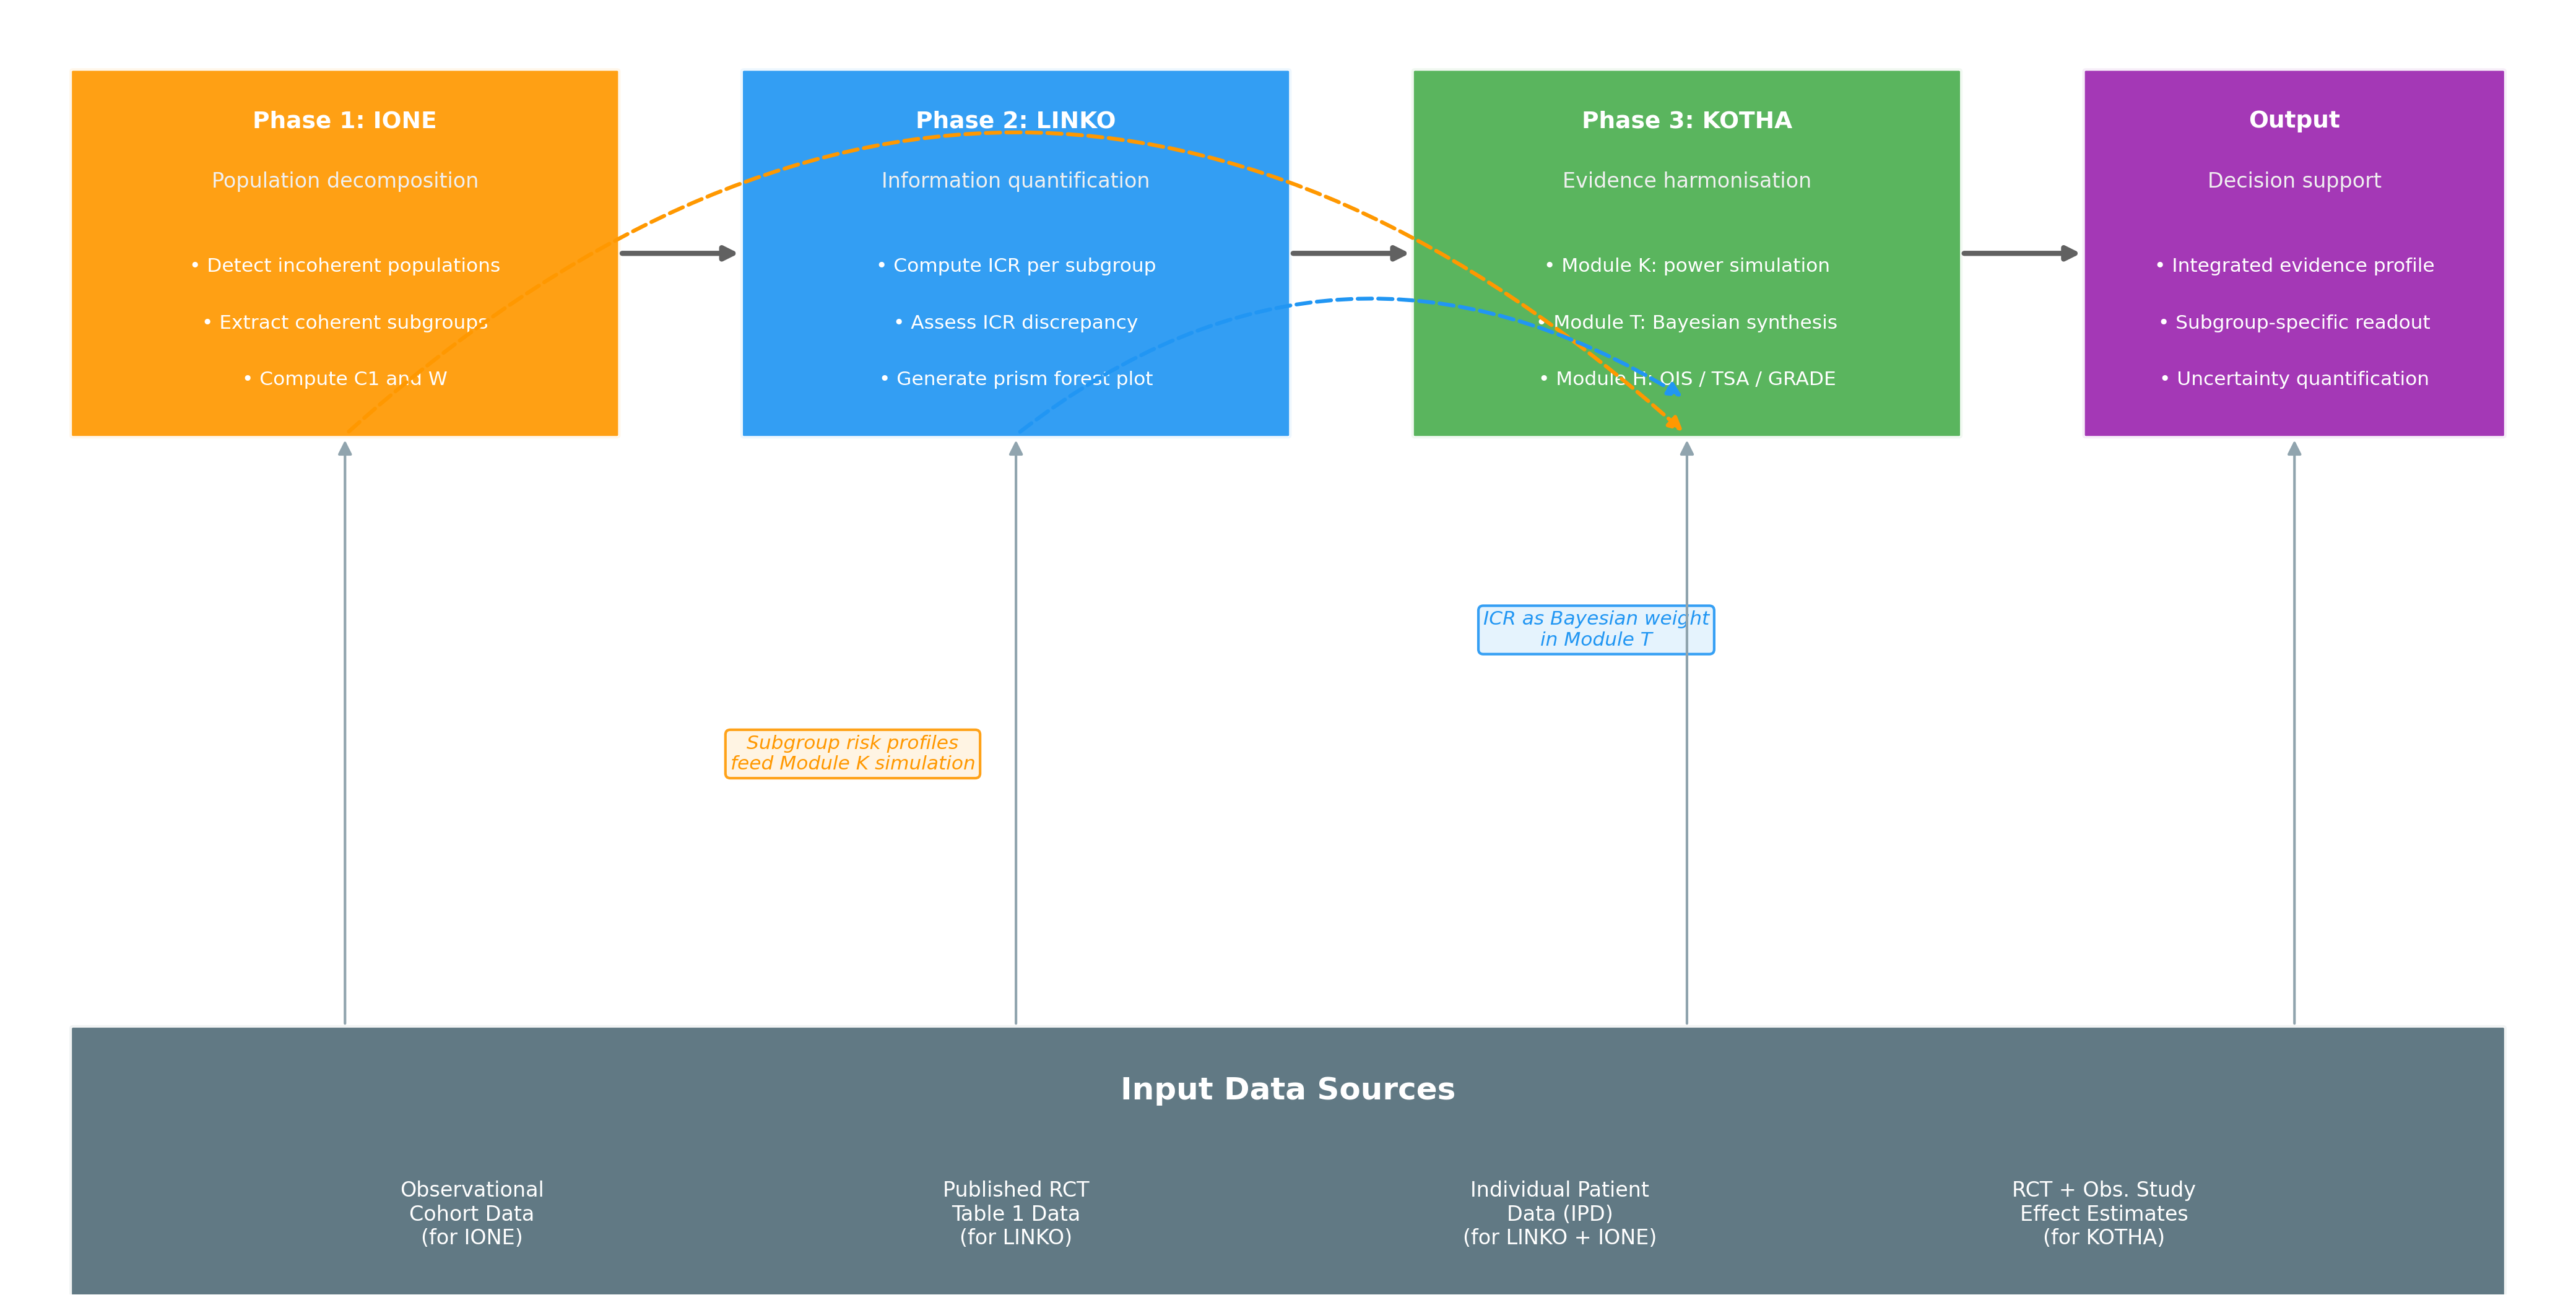 Phase 1: IONE
Population decomposition
• Detect incoherent populations
• Extract coherent subgroups
• Compute C1 and W
Phase 2: LINKO
Information quantification
• Compute ICR per subgroup
• Assess ICR discrepancy
• Generate prism forest plot
Phase 3: KOTHA
Evidence harmonisation
• Module K: power simulation
• Module T: Bayesian synthesis
• Module H: OIS / TSA / GRADE
Output
Decision support
• Integrated evidence profile
• Subgroup-specific readout
• Uncertainty quantification
ICR as Bayesian weight
in Module T
Subgroup risk profiles
feed Module K simulation
Input Data Sources
Observational
Cohort Data
(for IONE)
Published RCT
Table 1 Data
(for LINKO)
Individual Patient
Data (IPD)
(for LINKO + IONE)
RCT + Obs. Study
Effect Estimates
(for KOTHA)